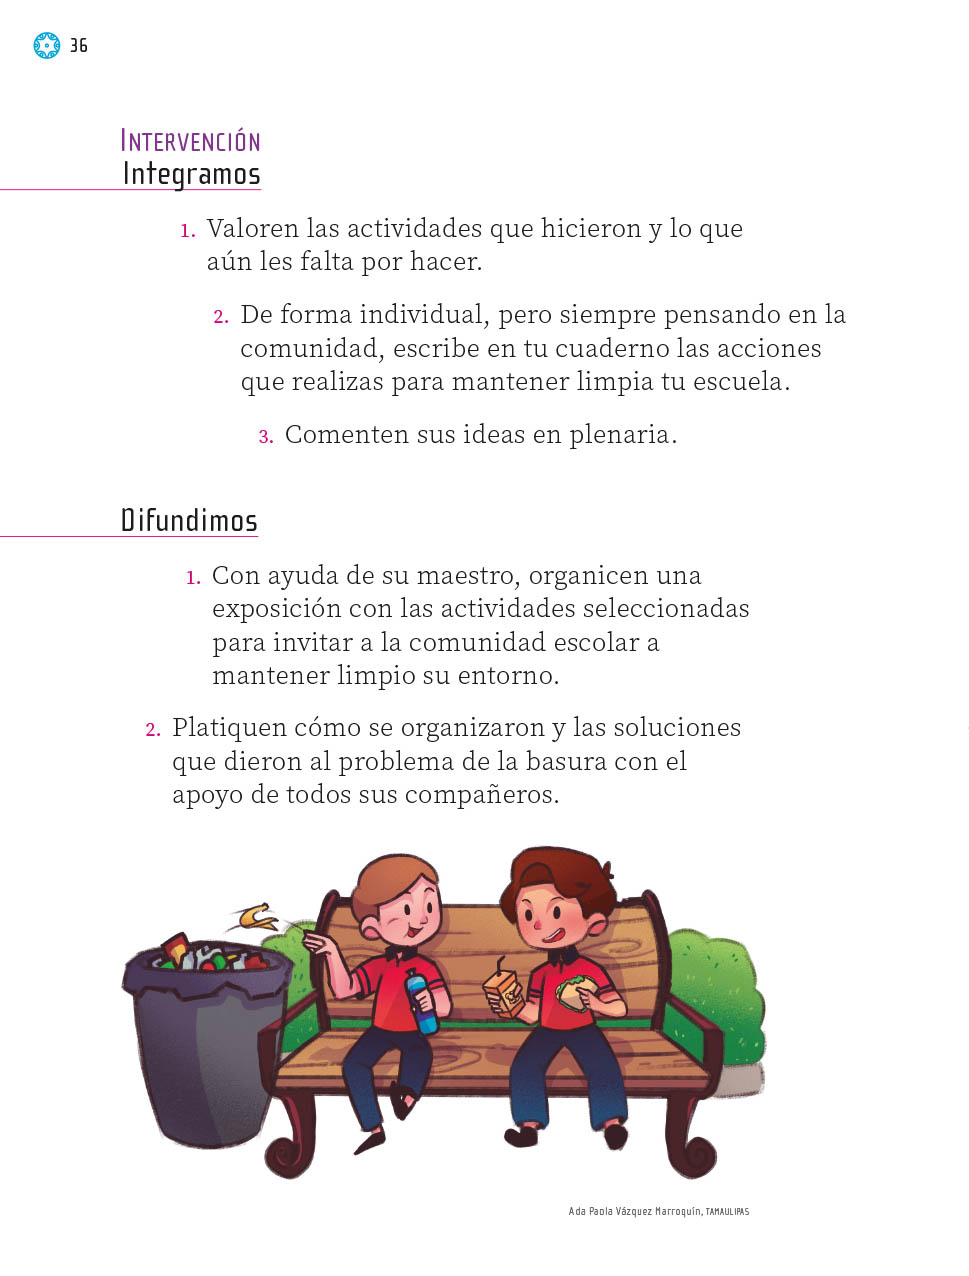 36
INTERVENCIÓN
Integramos
1. Valoren las actividades que hicieron y lo que
aún les falta por hacer.
2. De forma individual, pero siempre pensando en la
comunidad, escribe en tu cuaderno las acciones
que realizas para mantener limpia tu escuela.
3. Comenten sus ideas en plenaria.
Difundimos
1. Con ayuda de su maestro, organicen una
exposición con las actividades seleccionadas
para invitar a la comunidad escolar a
mantener limpio su entorno.
2. Platiquen cómo se organizaron y las soluciones
que dieron al problema de la basura con el
apoyo de todos sus compañeros.
Ada Paola Vázquez Marroquín, TAMAULIPAS